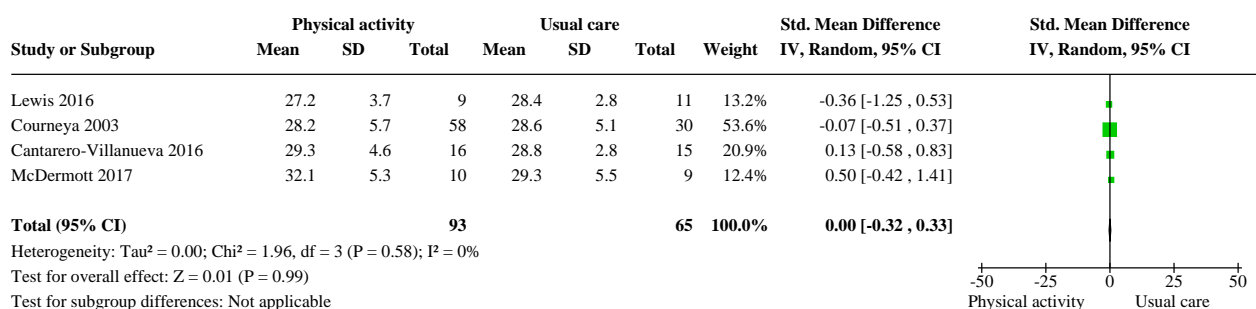 Physical activity Usual care Std. Mean Difference Std. Mean Difference
Study or Subgroup Mean SD Total Mean SD Total Weight IV, Random, 95% CI IV, Random, 95% CI
Lewis 2016 27.2 3.7 9 28.4 2.8 11 13.2% -0.36 [-1.25 , 0.53]
Courneya 2003 28.2 5.7 58 28.6 5.1 30 53.6% -0.07 [-0.51 , 0.37]
Cantarero-Villanueva 2016 29.3 4.6 16 28.8 2.8 15 20.9% 0.13 [-0.58 , 0.83]
McDermott 2017 32.1 5.3 10 29.3 5.5 9 12.4% 0.50 [-0.42 , 1.41]
Total (95% CI) 93 65 100.0% 0.00 [-0.32 , 0.33]
Heterogeneity: Tau² = 0.00; Chi² = 1.96, df = 3 (P = 0.58); I² = 0%
Test for overall effect: Z = 0.01 (P = 0.99)
-50 -25 0 25 50
Test for subgroup differences: Not applicable Physical activity Usual care